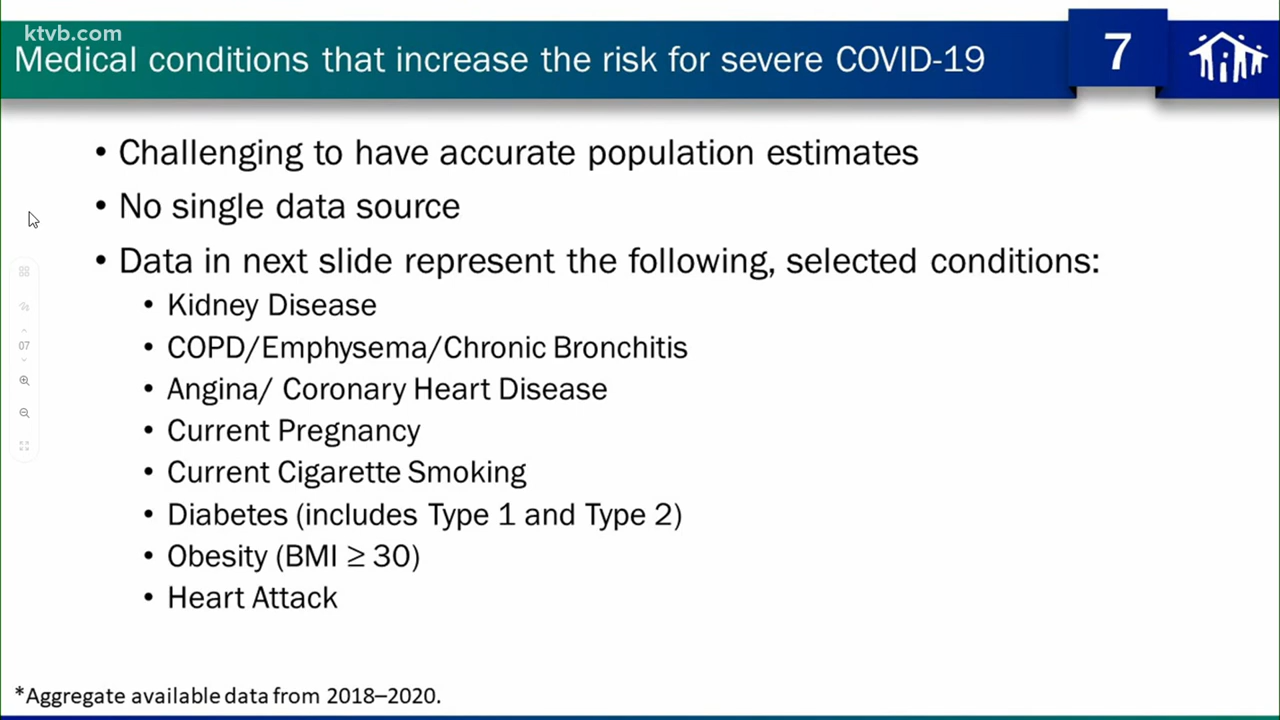 ktvb.com
Medical conditions that increase the risk for severe COVID-19
7
• Challenging to have accurate population estimates
• No single data source
• Data in next slide represent the following, selected conditions:
• Kidney Disease
• COPD/Emphysema/Chronic Bronchitis
• Angina/ Coronary Heart Disease
• Current Pregnancy
• Current Cigarette Smoking
• Diabetes (includes Type 1 and Type 2)
• Obesity (BMI ≥ 30)
• Heart Attack
07
*Aggregate available data from 2018–2020.